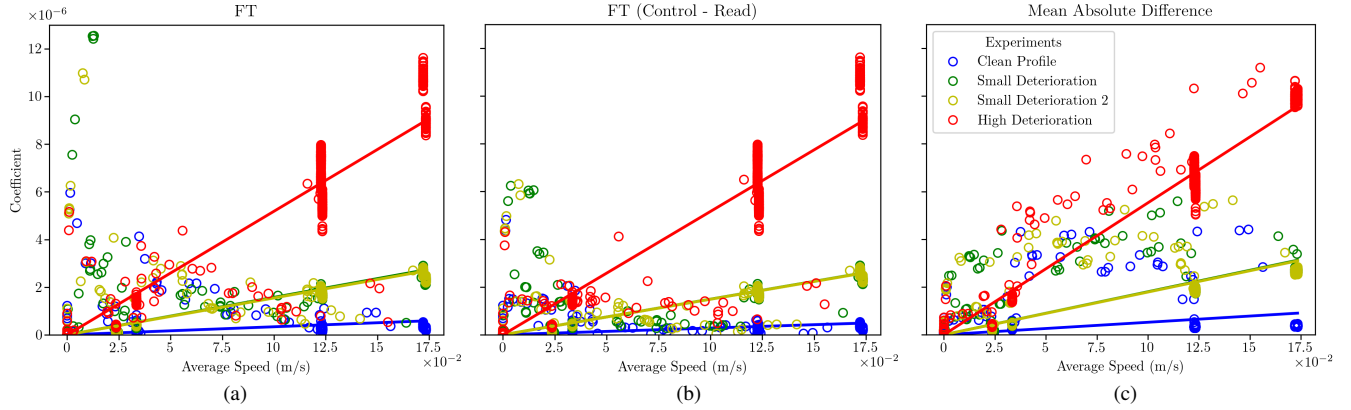 ×10⁻⁶
FT
FT (Control - Read)
Mean Absolute Difference
12
10
8
6
4
2
0
Coefficient
Experiments
Clean Profile
Small Deterioration
Small Deterioration 2
High Deterioration
0 2.5 5 7.5 10 12.5 15 17.5
×10⁻²
Average Speed (m/s)
0 2.5 5 7.5 10 12.5 15 17.5
×10⁻²
Average Speed (m/s)
0 2.5 5 7.5 10 12.5 15 17.5
×10⁻²
Average Speed (m/s)
(a)
(b)
(c)